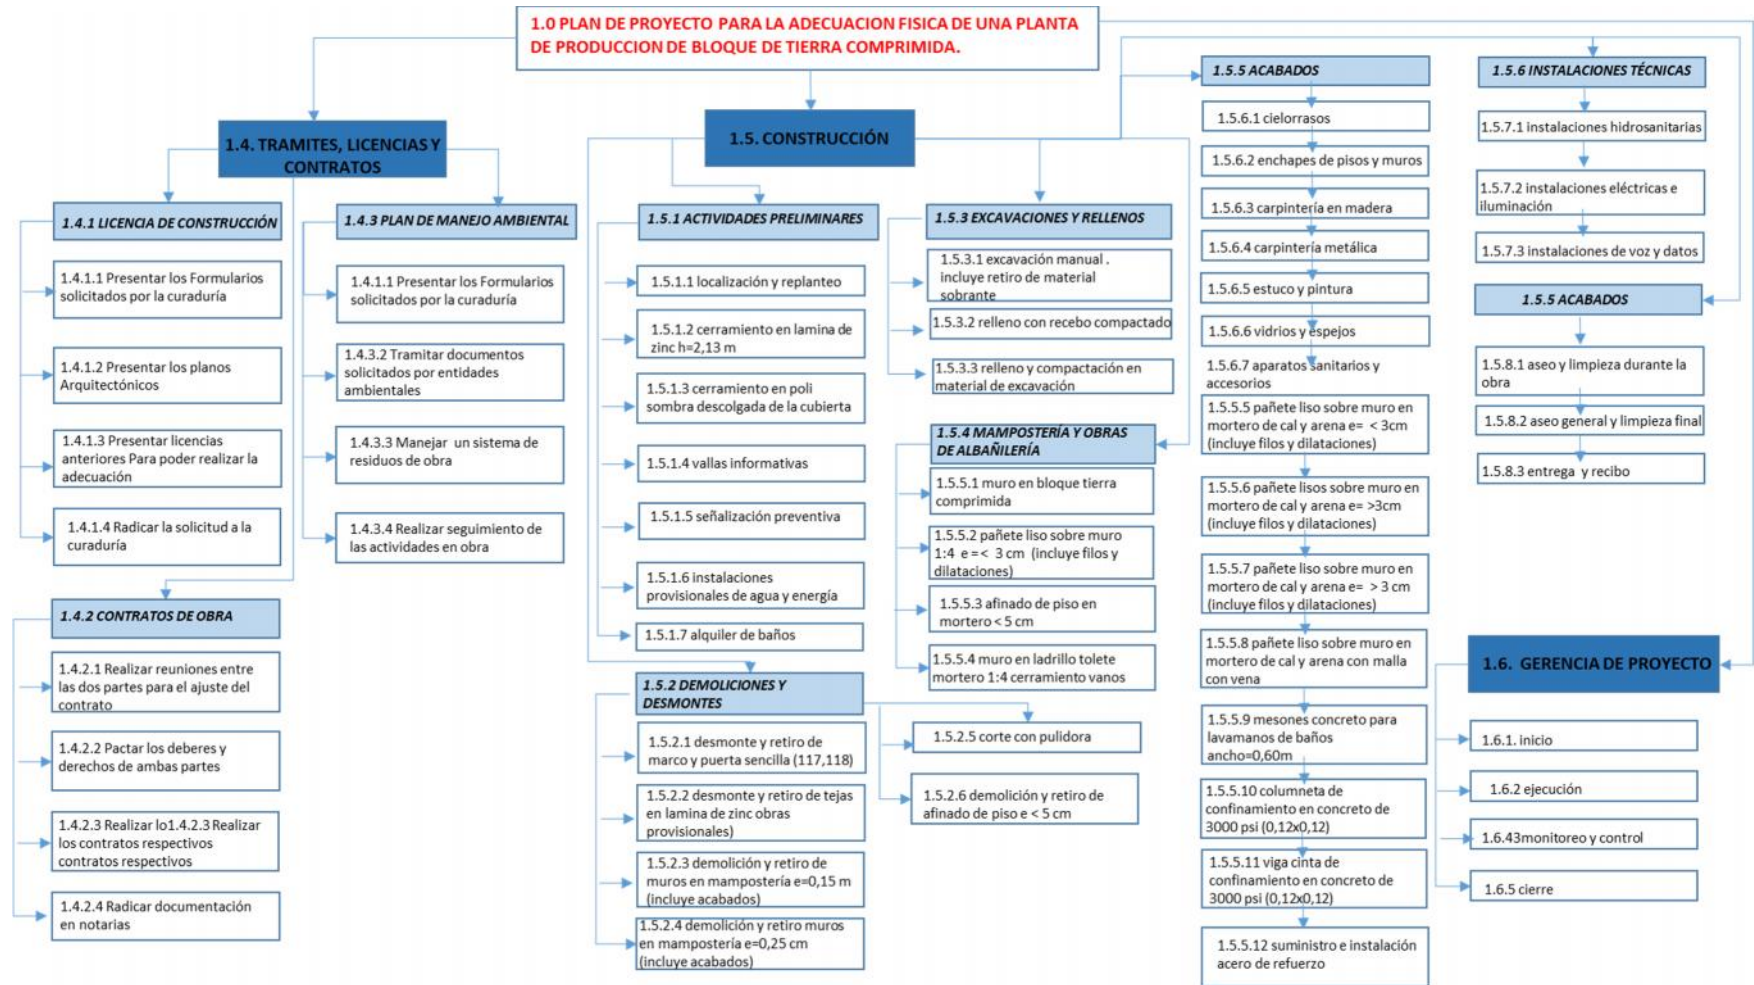 1.0 PLAN DE PROYECTO PARA LA ADECUACION FISICA DE UNA PLANTA
DE PRODUCCION DE BLOQUE DE TIERRA COMPRIMIDA.
1.4. TRAMITES, LICENCIAS Y
CONTRATOS
1.4.1 LICENCIA DE CONSTRUCCIÓN
1.4.1.1 Presentar los Formularios
solicitados por la curaduría
1.4.1.2 Presentar los planos
Arquitectónicos
1.4.1.3 Presentar licencias
anteriores Para poder realizar la
adecuación
1.4.1.4 Radicar la solicitud a la
curaduría
1.4.3 PLAN DE MANEJO AMBIENTAL
1.4.1.1 Presentar los Formularios
solicitados por la curaduría
1.4.3.2 Tramitar documentos
solicitados por entidades
ambientales
1.4.3.3 Manejar un sistema de
residuos de obra
1.4.3.4 Realizar seguimiento de
las actividades en obra
1.4.2 CONTRATOS DE OBRA
1.4.2.1 Realizar reuniones entre
las dos partes para el ajuste del
contrato
1.4.2.2 Pactar los deberes y
derechos de ambas partes
1.4.2.3 Realizar lo1.4.2.3 Realizar
los contratos respectivos
contratos respectivos
1.4.2.4 Radicar documentación
en notarias
1.5. CONSTRUCCIÓN
1.5.1 ACTIVIDADES PRELIMINARES
1.5.1.1 localización y replanteo
1.5.1.2 cerramiento en lamina de
zinc h=2,13 m
1.5.1.3 cerramiento en poli
sombra descolgada de la cubierta
1.5.1.4 vallas informativas
1.5.1.5 señalización preventiva
1.5.1.6 instalaciones
provisionales de agua y energía
1.5.1.7 alquiler de baños
1.5.2 DEMOLICIONES Y
DESMONTES
1.5.2.1 desmonte y retiro de
marco y puerta sencilla (117,118)
1.5.2.2 desmonte y retiro de tejas
en lamina de zinc obras
provisionales)
1.5.2.3 demolición y retiro de
muros en mampostería e=0,15 m
(incluye acabados)
1.5.2.4 demolición y retiro muros
en mampostería e=0,25 cm
(incluye acabados)
1.5.2.5 corte con pulidora
1.5.2.6 demolición y retiro de
afinado de piso e < 5 cm
1.5.3 EXCAVACIONES Y RELLENOS
1.5.3.1 excavación manual .
incluye retiro de material
sobrante
1.5.3.2 relleno con recebo compactado
1.5.3.3 relleno y compactación en
material de excavación
1.5.4 MAMPOSTERÍA Y OBRAS
DE ALBAÑILERÍA
1.5.5.1 muro en bloque tierra
comprimida
1.5.5.2 pañete liso sobre muro
1:4 e =< 3 cm (incluye filos y
dilataciones)
1.5.5.3 afinado de piso en
mortero < 5 cm
1.5.5.4 muro en ladrillo tolete
mortero 1:4 cerramiento vanos
1.5.5 ACABADOS
1.5.6.1 cielorrasos
1.5.6.2 enchapes de pisos y muros
1.5.6.3 carpintería en madera
1.5.6.4 carpintería metálica
1.5.6.5 estuco y pintura
1.5.6.6 vidrios y espejos
1.5.6.7 aparatos sanitarios y
accesorios
1.5.5.5 pañete liso sobre muro en
mortero de cal y arena e= < 3cm
(incluye filos y dilataciones)
1.5.5.6 pañete lisos sobre muro en
mortero de cal y arena e= >3cm
(incluye filos y dilataciones)
1.5.5.7 pañete liso sobre muro en
mortero de cal y arena e= > 3 cm
(incluye filos y dilataciones)
1.5.5.8 pañete liso sobre muro en
mortero de cal y arena con malla
con vena
1.5.5.9 mesones concreto para
lavamanos de baños
ancho=0,60m
1.5.5.10 columneta de
confinamiento en concreto de
3000 psi (0,12x0,12)
1.5.5.11 viga cinta de
confinamiento en concreto de
3000 psi (0,12x0,12)
1.5.5.12 suministro e instalación
acero de refuerzo
1.5.6 INSTALACIONES TÉCNICAS
1.5.7.1 instalaciones hidrosanitarias
1.5.7.2 instalaciones eléctricas e
iluminación
1.5.7.3 instalaciones de voz y datos
1.5.5 ACABADOS
1.5.8.1 aseo y limpieza durante la
obra
1.5.8.2 aseo general y limpieza final
1.5.8.3 entrega y recibo
1.6. GERENCIA DE PROYECTO
1.6.1. inicio
1.6.2 ejecución
1.6.43monitoreo y control
1.6.5 cierre